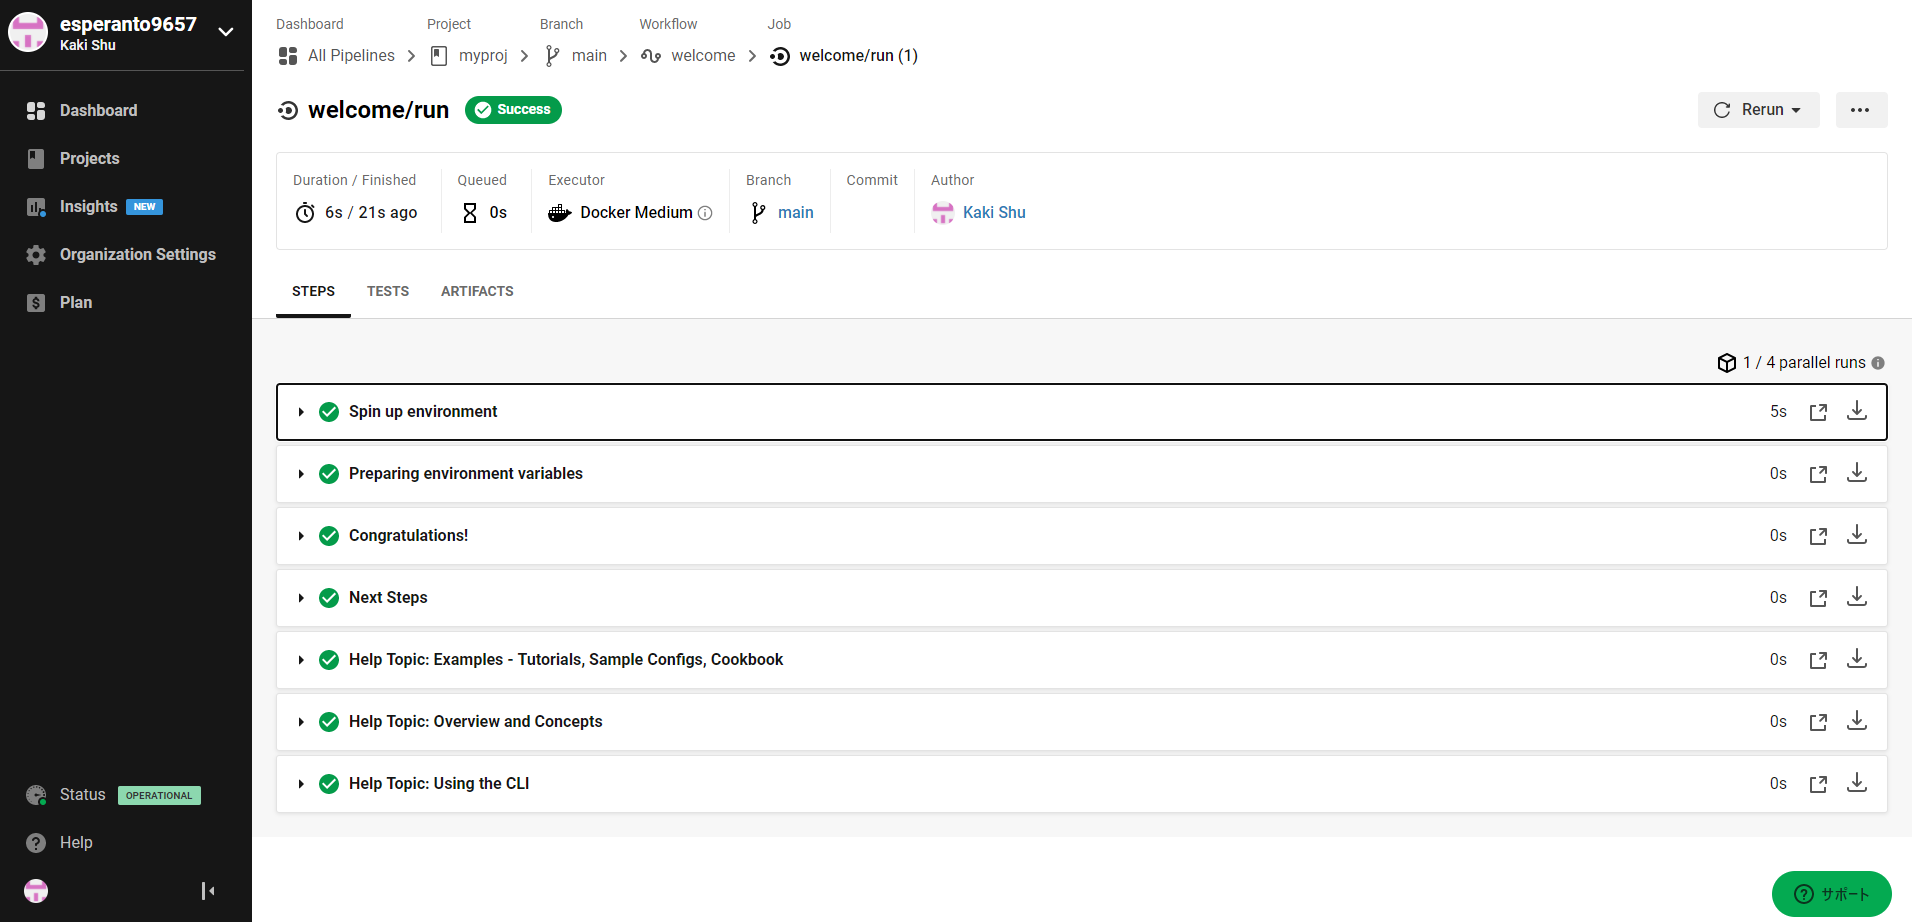 esperanto9657
Kaki Shu
Dashboard
Projects
Insights NEW
Organization Settings
Plan
Status OPERATIONAL
Help
Dashboard Project Branch Workflow Job
All Pipelines myproj main welcome welcome/run (1)
welcome/run Success
Rerun
Duration / Finished Queued Executor Branch Commit Author
6s / 21s ago 0s Docker Medium main Kaki Shu
STEPS TESTS ARTIFACTS
1 / 4 parallel runs
Spin up environment 5s
Preparing environment variables 0s
Congratulations! 0s
Next Steps 0s
Help Topic: Examples - Tutorials, Sample Configs, Cookbook 0s
Help Topic: Overview and Concepts 0s
Help Topic: Using the CLI 0s
サポート